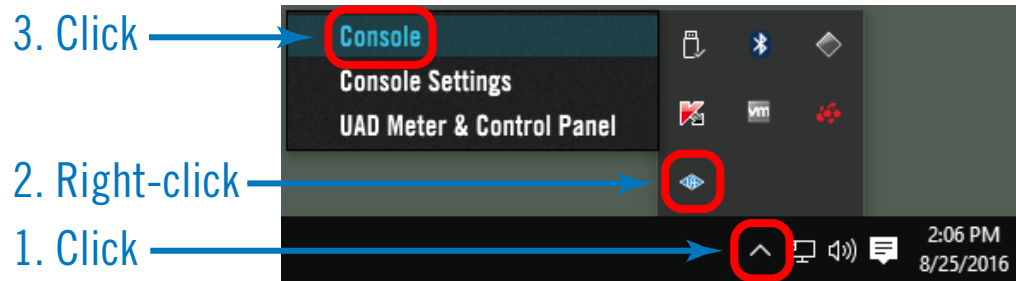 3. Click
Console
Console Settings
UAD Meter & Control Panel
vm
2. Right-click
1. Click
2:06 PM
8/25/2016